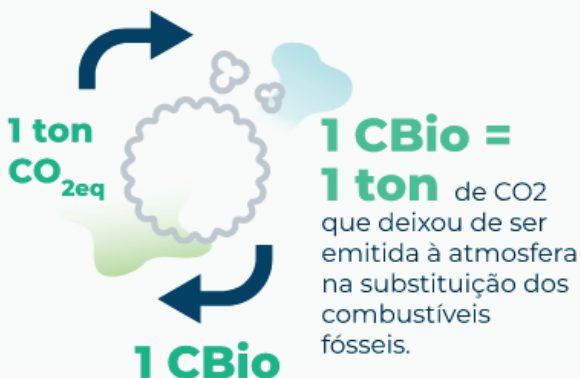 1 ton
CO2eq
1 CBio =
1 ton de CO2
que deixou de ser
emitida à atmosfera
na substituição dos
combustíveis
fósseis.
1 CBio